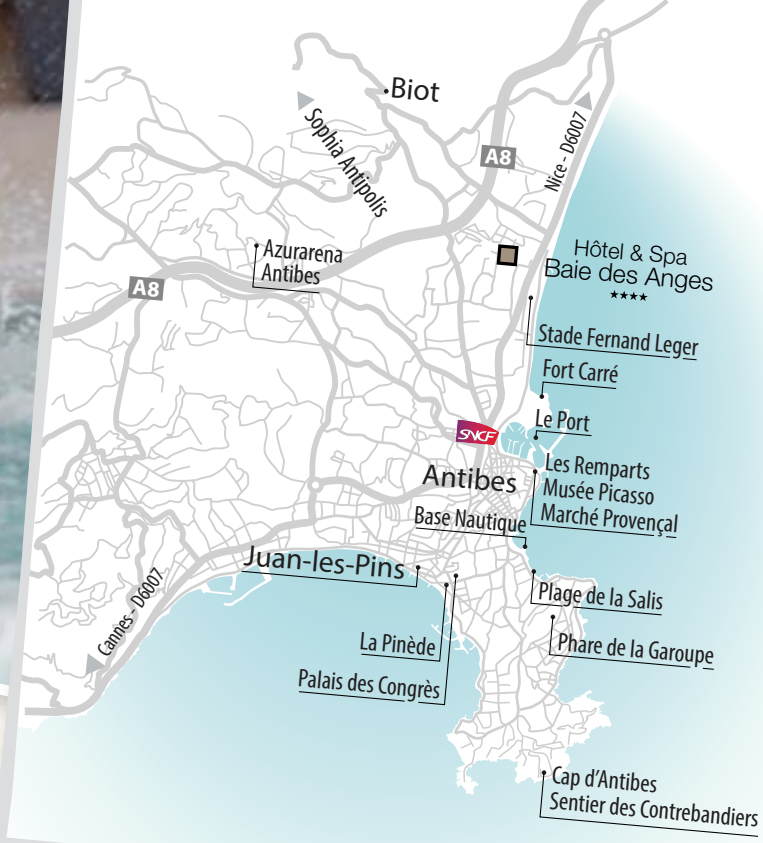 Biot
Sophia Antipolis
A8
Nice - D6007
Azurarena
Antibes
A8
Hôtel & Spa
Baie des Anges
★★★★
Stade Fernand Leger
Fort Carré
Le Port
SNCF
Les Remparts
Musée Picasso
Marché Provençal
Antibes
Base Nautique
Juan-les-Pins
Plage de la Salis
Cannes - D6007
La Pinède
Phare de la Garoupe
Palais des Congrès
Cap d'Antibes
Sentier des Contrebandiers